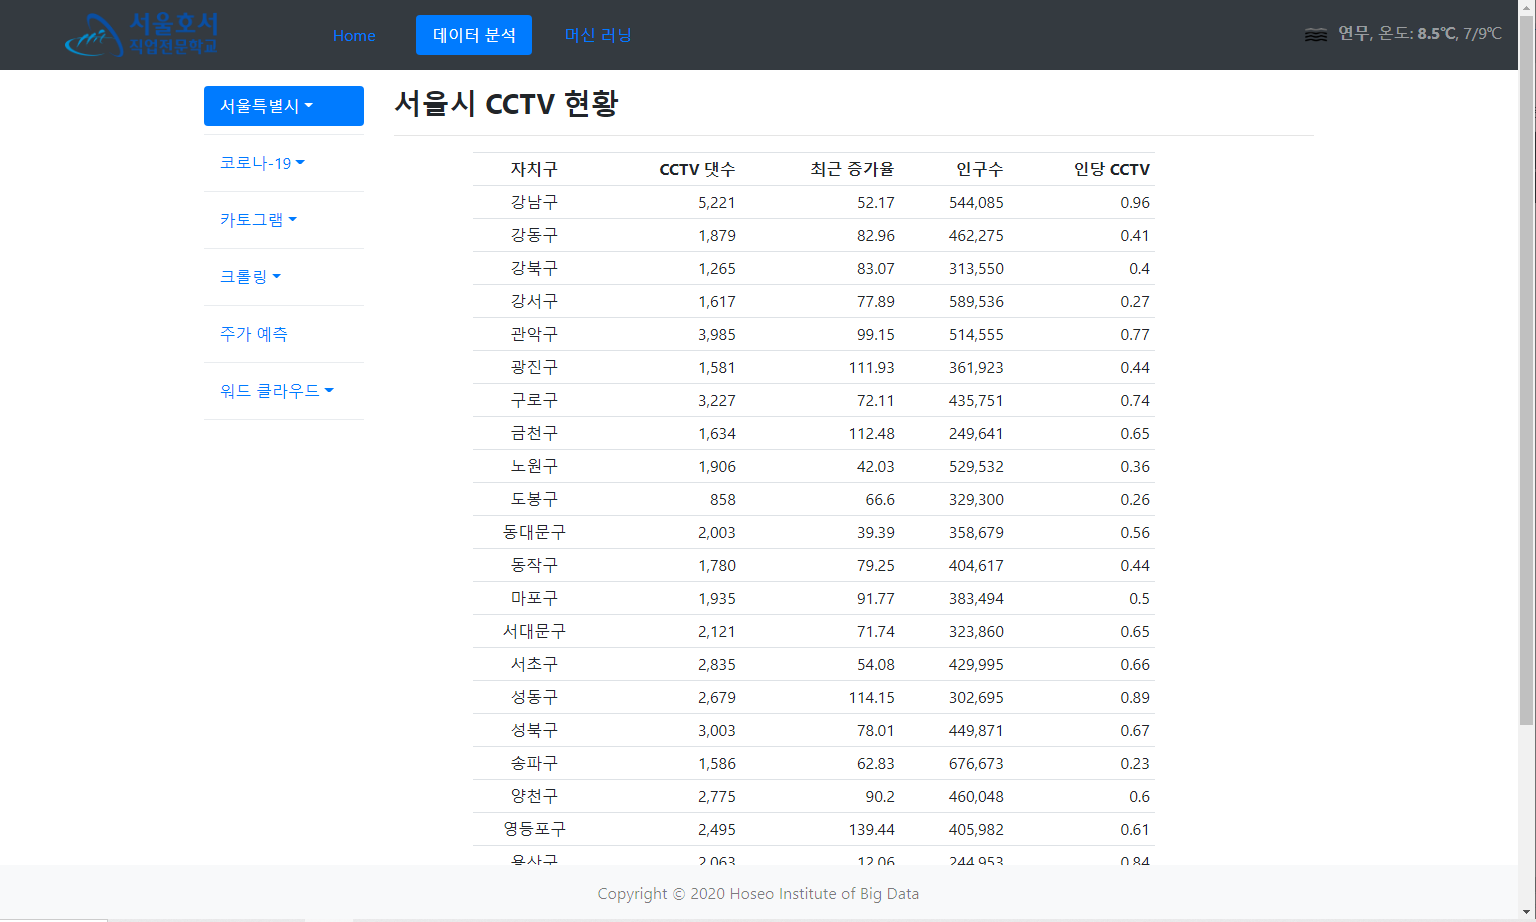 서울호서
직업전문학교
Home 데이터 분석 머신 러닝
연무, 온도: 8.5℃, 7/9℃
서울특별시
코로나-19
카토그램
크롤링
주가 예측
워드 클라우드
서울시 CCTV 현황
자치구 CCTV 댓수 최근 증가율 인구수 인당 CCTV
강남구 5,221 52.17 544,085 0.96
강동구 1,879 82.96 462,275 0.41
강북구 1,265 83.07 313,550 0.4
강서구 1,617 77.89 589,536 0.27
관악구 3,985 99.15 514,555 0.77
광진구 1,581 111.93 361,923 0.44
구로구 3,227 72.11 435,751 0.74
금천구 1,634 112.48 249,641 0.65
노원구 1,906 42.03 529,532 0.36
도봉구 858 66.6 329,300 0.26
동대문구 2,003 39.39 358,679 0.56
동작구 1,780 79.25 404,617 0.44
마포구 1,935 91.77 383,494 0.5
서대문구 2,121 71.74 323,860 0.65
서초구 2,835 54.08 429,995 0.66
성동구 2,679 114.15 302,695 0.89
성북구 3,003 78.01 449,871 0.67
송파구 1,586 62.83 676,673 0.23
양천구 2,775 90.2 460,048 0.6
영등포구 2,495 139.44 405,982 0.61
용산구 2,063 12.06 244,953 0.84
Copyright © 2020 Hoseo Institute of Big Data